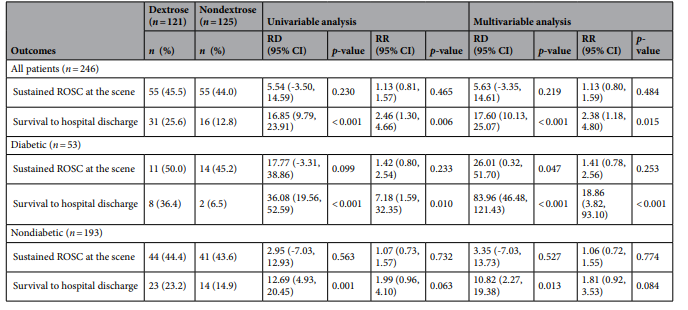 Dextrose (n = 121) Nondextrose (n = 125) Univariable analysis Multivariable analysis
Outcomes n (%) n (%) RD (95% CI) p-value RR (95% CI) p-value RD (95% CI) p-value RR (95% CI) p-value
All patients (n = 246)
Sustained ROSC at the scene 55 (45.5) 55 (44.0) 5.54 (-3.50, 14.59) 0.230 1.13 (0.81, 1.57) 0.465 5.63 (-3.35, 14.61) 0.219 1.13 (0.80, 1.59) 0.484
Survival to hospital discharge 31 (25.6) 16 (12.8) 16.85 (9.79, 23.91) <0.001 2.46 (1.30, 4.66) 0.006 17.60 (10.13, 25.07) <0.001 2.38 (1.18, 4.80) 0.015
Diabetic (n = 53)
Sustained ROSC at the scene 11 (50.0) 14 (45.2) 17.77 (-3.31, 38.86) 0.099 1.42 (0.80, 2.54) 0.233 26.01 (0.32, 51.70) 0.047 1.41 (0.78, 2.56) 0.253
Survival to hospital discharge 8 (36.4) 2 (6.5) 36.08 (19.56, 52.59) <0.001 7.18 (1.59, 32.35) 0.010 83.96 (46.48, 121.43) <0.001 18.86 (3.82, 93.10) <0.001
Nondiabetic (n = 193)
Sustained ROSC at the scene 44 (44.4) 41 (43.6) 2.95 (-7.03, 12.93) 0.563 1.07 (0.73, 1.57) 0.732 3.35 (-7.03, 13.73) 0.527 1.06 (0.72, 1.55) 0.774
Survival to hospital discharge 23 (23.2) 14 (14.9) 12.69 (4.93, 20.45) 0.001 1.99 (0.96, 4.10) 0.063 10.82 (2.27, 19.38) 0.013 1.81 (0.92, 3.53) 0.084